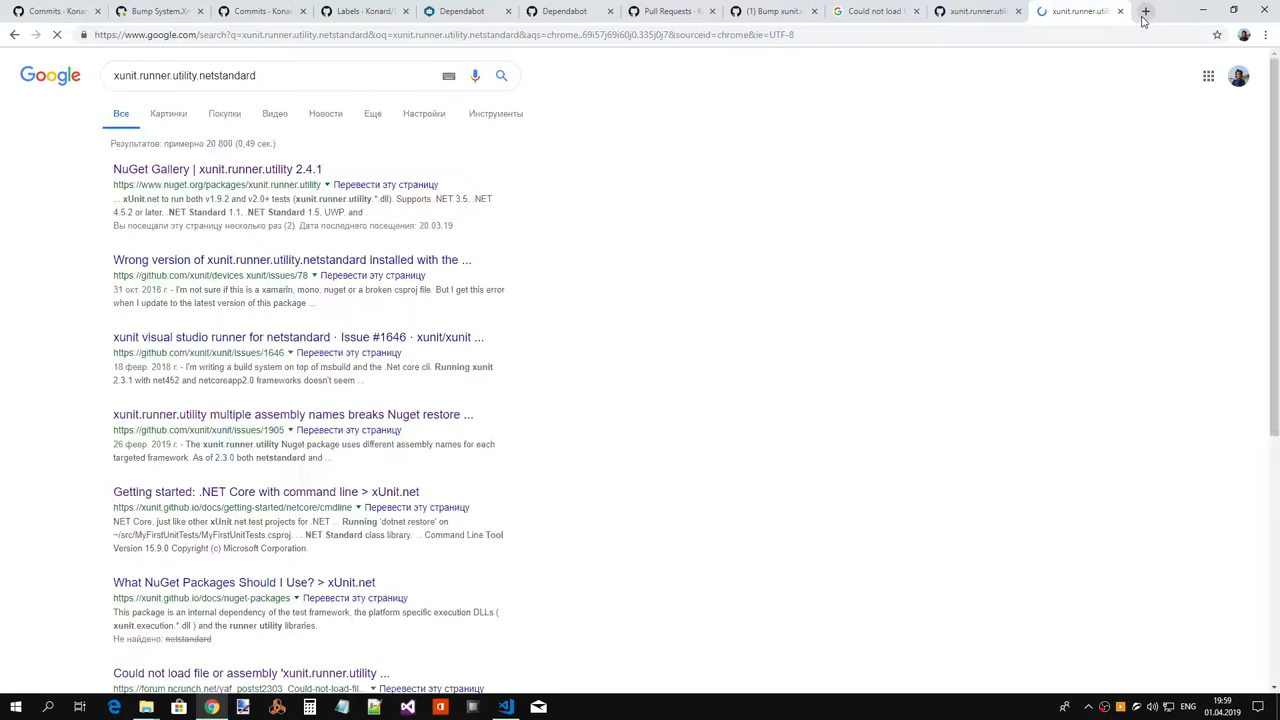 Commits · Konard
Bump System.X
Commits · Konar
Labels · Konard/L
Dependabot
Dependabot
Pull Requests · K
(1) Bump xunit.ru
Could not load f
xunit.runner.utili
xunit.runner.util
https://www.google.com/search?q=xunit.runner.utility.netstandard&oq=xunit.runner.utility.netstandard&aqs=chrome..69i57j69i60j0.335j0j7&sourceid=chrome&ie=UTF-8
Google
xunit.runner.utility.netstandard
Все Картинки Покупки Видео Новости Ещё Настройки Инструменты
Результатов: примерно 20 800 (0,49 сек.)
NuGet Gallery | xunit.runner.utility 2.4.1
https://www.nuget.org/packages/xunit.runner.utility ▼ Перевести эту страницу
... xUnit.net to run both v1.9.2 and v2.0+ tests (xunit.runner.utility.*.dll). Supports .NET 3.5, .NET
4.5.2 or later, .NET Standard 1.1, .NET Standard 1.5, UWP, and .
Вы посещали эту страницу несколько раз (2). Дата последнего посещения: 20.03.19
Wrong version of xunit.runner.utility.netstandard installed with the ...
https://github.com/xunit/devices.xunit/issues/78 ▼ Перевести эту страницу
31 окт. 2018 г. - I'm not sure if this is a xamarin, mono, nuget or a broken csproj file. But I get this error
when I update to the latest version of this package ...
xunit visual studio runner for netstandard · Issue #1646 · xunit/xunit ...
https://github.com/xunit/xunit/issues/1646 ▼ Перевести эту страницу
18 февр. 2018 г. - I'm writing a build system on top of msbuild and the .Net core cli. Running xunit
2.3.1 with net452 and netcoreapp2.0 frameworks doesn't seem ...
xunit.runner.utility multiple assembly names breaks Nuget restore ...
https://github.com/xunit/xunit/issues/1905 ▼ Перевести эту страницу
26 февр. 2019 г. - The xunit.runner.utility Nuget package uses different assembly names for each
targeted framework. As of 2.3.0 both netstandard and ...
Getting started: .NET Core with command line > xUnit.net
https://xunit.github.io/docs/getting-started/netcore/cmdline ▼ Перевести эту страницу
NET Core, just like other xUnit.net test projects for .NET ... Running 'dotnet restore' on
~/src/MyFirstUnitTests/MyFirstUnitTests.csproj. ... .NET Standard class library. ... Command Line Tool
Version 15.9.0 Copyright (c) Microsoft Corporation.
What NuGet Packages Should I Use? > xUnit.net
https://xunit.github.io/docs/nuget-packages ▼ Перевести эту страницу
This package is an internal dependency of the test framework, the platform specific execution DLLs (
xunit.execution.*.dll ) and the runner utility libraries.
Не найдено: netstandard
Could not load file or assembly 'xunit.runner.utility ...
https://forum.ncrunch.net/yaf_postst2303_Could-not-load-fil... ▼ Перевести эту страницу
ENG
19:59
01.04.2019